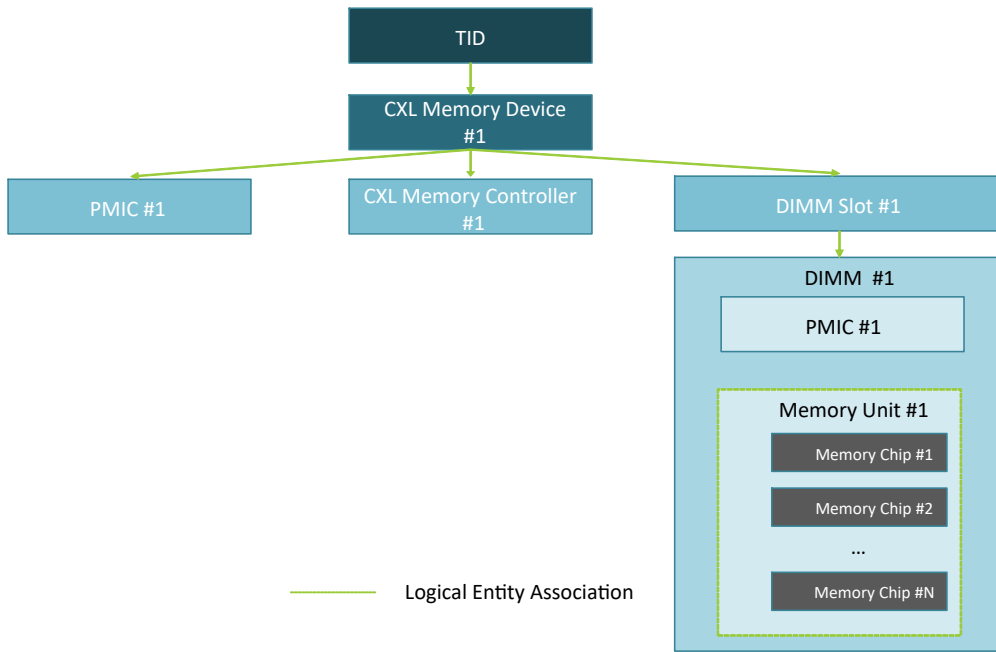 TID
CXL Memory Device
#1
PMIC #1
CXL Memory Controller
#1
DIMM Slot #1
DIMM  #1
PMIC #1
Memory Unit #1
Memory Chip #1
Memory Chip #2
...
Memory Chip #N
Logical Entity Association